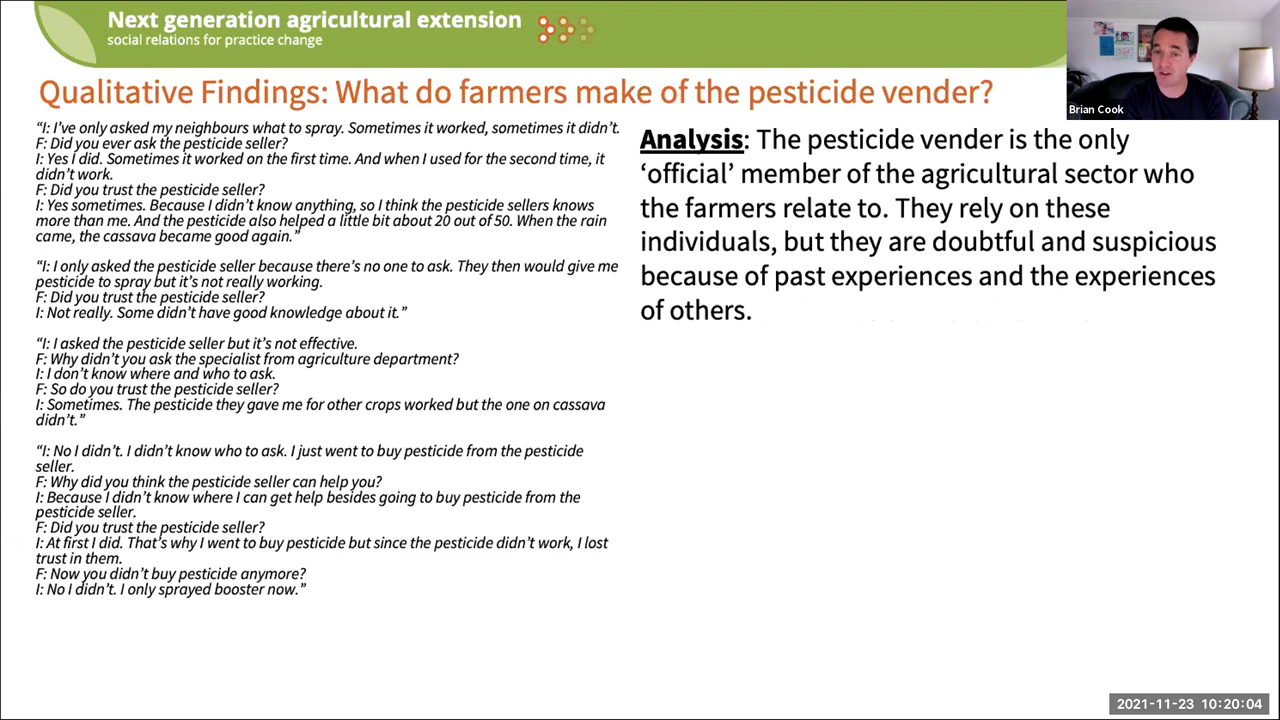 Next generation agricultural extension
social relations for practice change
Brian Cook
Qualitative Findings: What do farmers make of the pesticide vender?
“I: I’ve only asked my neighbours what to spray. Sometimes it worked, sometimes it didn’t.
F: Did you ever ask the pesticide seller?
I: Yes I did. Sometimes it worked on the first time. And when I used for the second time, it
didn’t work.
F: Did you trust the pesticide seller?
I: Yes sometimes. Because I didn’t know anything, so I think the pesticide sellers knows
more than me. And the pesticide also helped a little bit about 20 out of 50. When the rain
came, the cassava became good again.”
“I: I only asked the pesticide seller because there’s no one to ask. They then would give me
pesticide to spray but it’s not really working.
F: Did you trust the pesticide seller?
I: Not really. Some didn’t have good knowledge about it.”
“I: I asked the pesticide seller but it’s not effective.
F: Why didn’t you ask the specialist from agriculture department?
I: I don’t know where and who to ask.
F: So do you trust the pesticide seller?
I: Sometimes. The pesticide they gave me for other crops worked but the one on cassava
didn’t.”
“I: No I didn’t. I didn’t know who to ask. I just went to buy pesticide from the pesticide
seller.
F: Why did you think the pesticide seller can help you?
I: Because I didn’t know where I can get help besides going to buy pesticide from the
pesticide seller.
F: Did you trust the pesticide seller?
I: At first I did. That’s why I went to buy pesticide but since the pesticide didn’t work, I lost
trust in them.
F: Now you didn’t buy pesticide anymore?
I: No I didn’t. I only sprayed booster now.”
Analysis: The pesticide vender is the only
‘official’ member of the agricultural sector who
the farmers relate to. They rely on these
individuals, but they are doubtful and suspicious
because of past experiences and the experiences
of others.
2021-11-23 10:20:04